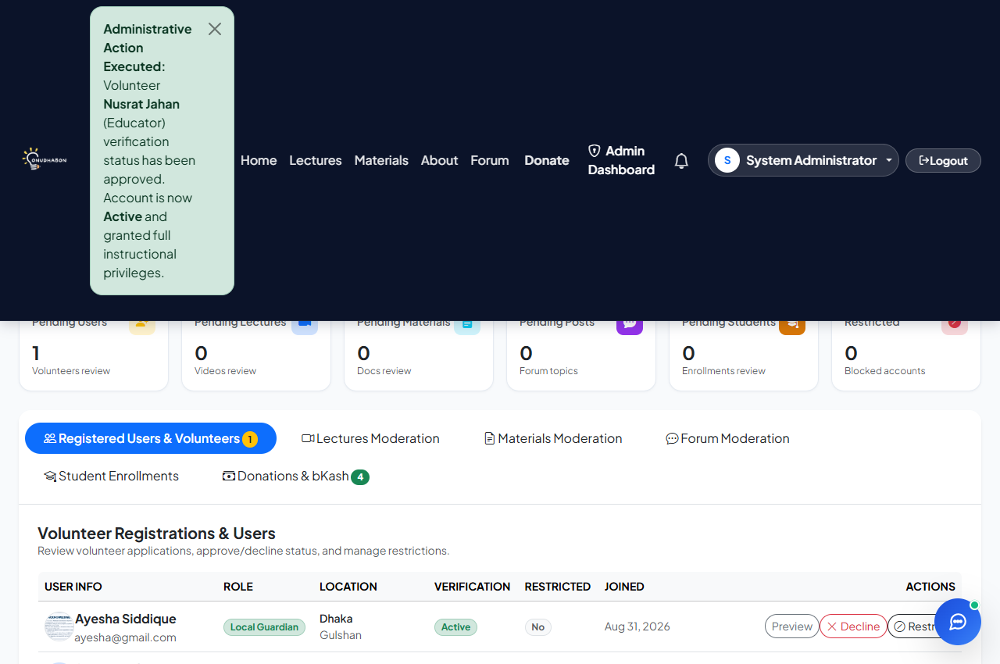 ONUDHABON
Administrative
Action
Executed:
Volunteer
Nusrat Jahan
(Educator)
verification
status has been
approved.
Account is now
Active and
granted full
instructional
privileges.
Home Lectures Materials About Forum Donate Admin Dashboard S System Administrator Logout
Pending Users Pending Lectures Pending Materials Pending Posts Pending Students Restricted
1 0 0 0 0 0
Volunteers review Videos review Docs review Forum topics Enrollments review Blocked accounts
Registered Users & Volunteers 1 Lectures Moderation Materials Moderation Forum Moderation
Student Enrollments Donations & bKash 4
Volunteer Registrations & Users
Review volunteer applications, approve/decline status, and manage restrictions.
USER INFO ROLE LOCATION VERIFICATION RESTRICTED JOINED ACTIONS
Ayesha Siddique Local Guardian Dhaka Active No Aug 31, 2026 Preview Decline Restr
ayesha@gmail.com Gulshan